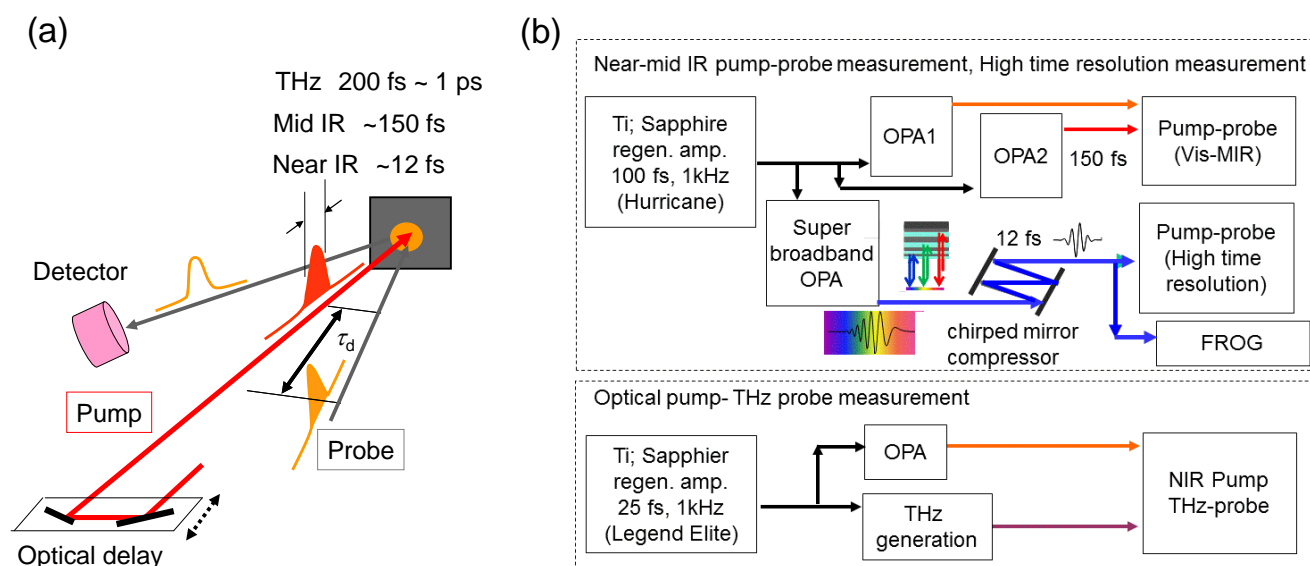 (a)
THz 200 fs ~ 1 ps
Mid IR ~150 fs
Near IR ~12 fs
Detector
τd
Pump
Probe
Optical delay
(b)
Near-mid IR pump-probe measurement, High time resolution measurement
Ti; Sapphire
regen. amp.
100 fs, 1kHz
(Hurricane)
OPA1
OPA2
150 fs
Pump-probe
(Vis-MIR)
Super
broadband
OPA
12 fs
chirped mirror
compressor
Pump-probe
(High time
resolution)
FROG
Optical pump- THz probe measurement
Ti; Sapphier
regen. amp.
25 fs, 1kHz
(Legend Elite)
OPA
THz
generation
NIR Pump
THz-probe